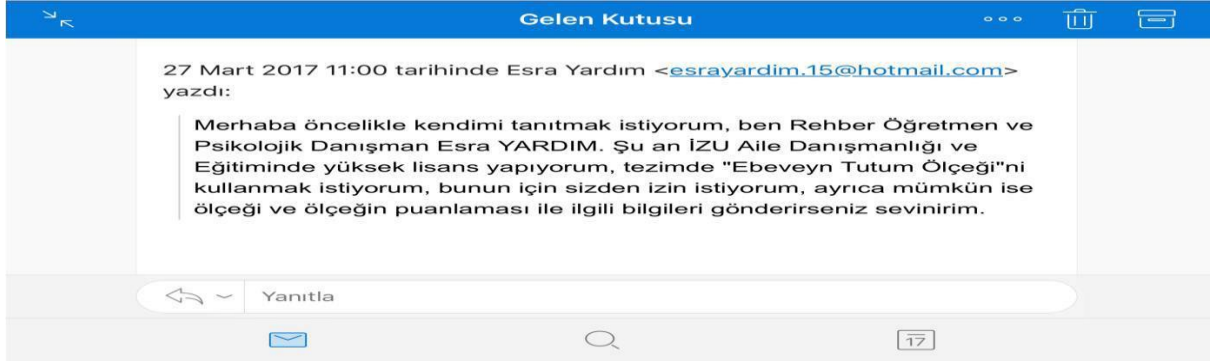 Gelen Kutusu
27 Mart 2017 11:00 tarihinde Esra Yardım <esrayardim.15@hotmail.com>
yazdı:
Merhaba öncelikle kendimi tanıtmak istiyorum, ben Rehber Öğretmen ve
Psikolojik Danışman Esra YARDIM. Şu an İZU Aile Danışmanlığı ve
Eğitiminde yüksek lisans yapıyorum, tezimde "Ebeveyn Tutum Ölçeği"ni
kullanmak istiyorum, bunun için sizden izin istiyorum, ayrıca mümkün ise
ölçeği ve ölçeğin puanlaması ile ilgili bilgileri gönderirseniz sevinirim.
Yanıtla
17